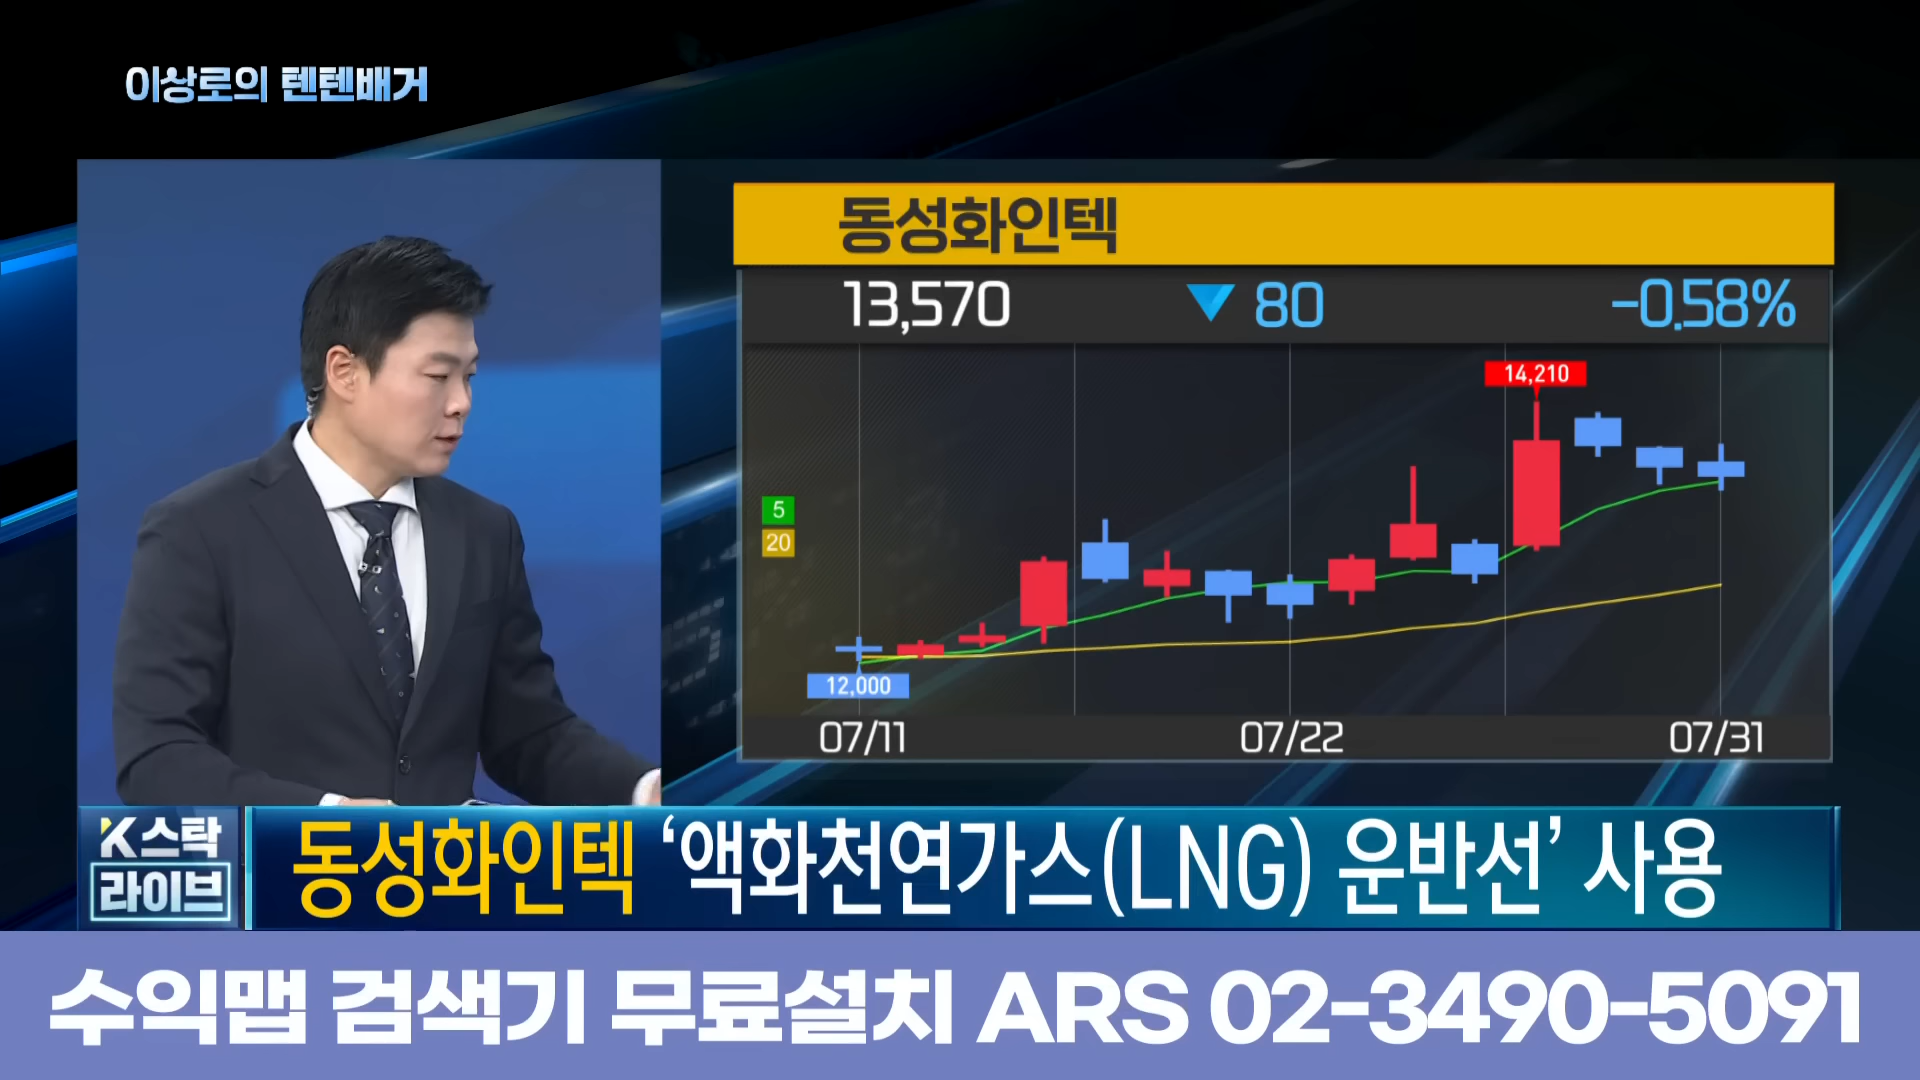 이상로의 텐텐배거
동성화인텍
13,570 ▼ 80 -0.58%
14,210
5
20
12,000
07/11 07/22 07/31
K스탁
라이브
동성화인텍 ‘액화천연가스(LNG) 운반선’ 사용
수익맵 검색기 무료설치 ARS 02-3490-5091